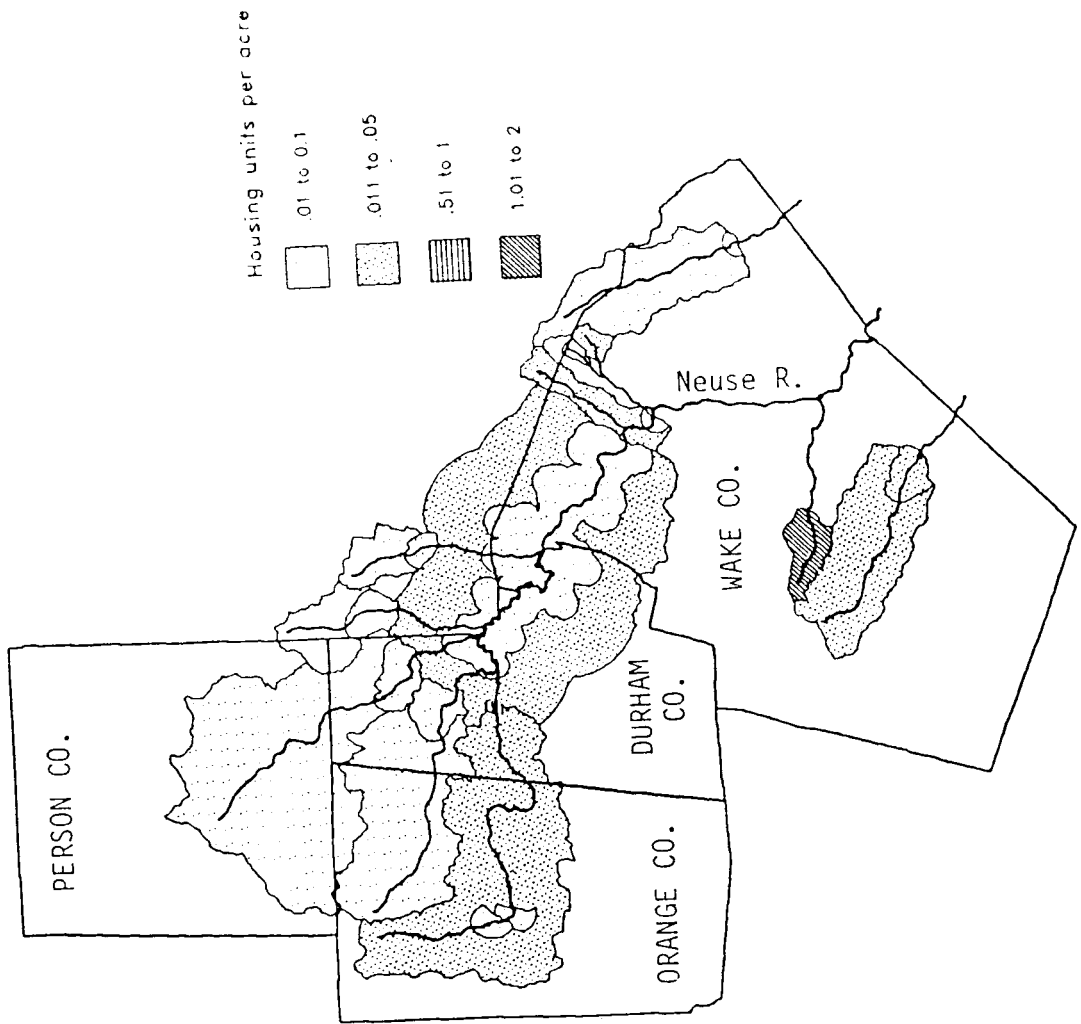 Housing units per acre
.01 to 0.1
.011 to .05
.51 to 1
1.01 to 2
PERSON CO.
ORANGE CO.
DURHAM
CO.
WAKE CO.
Neuse R.